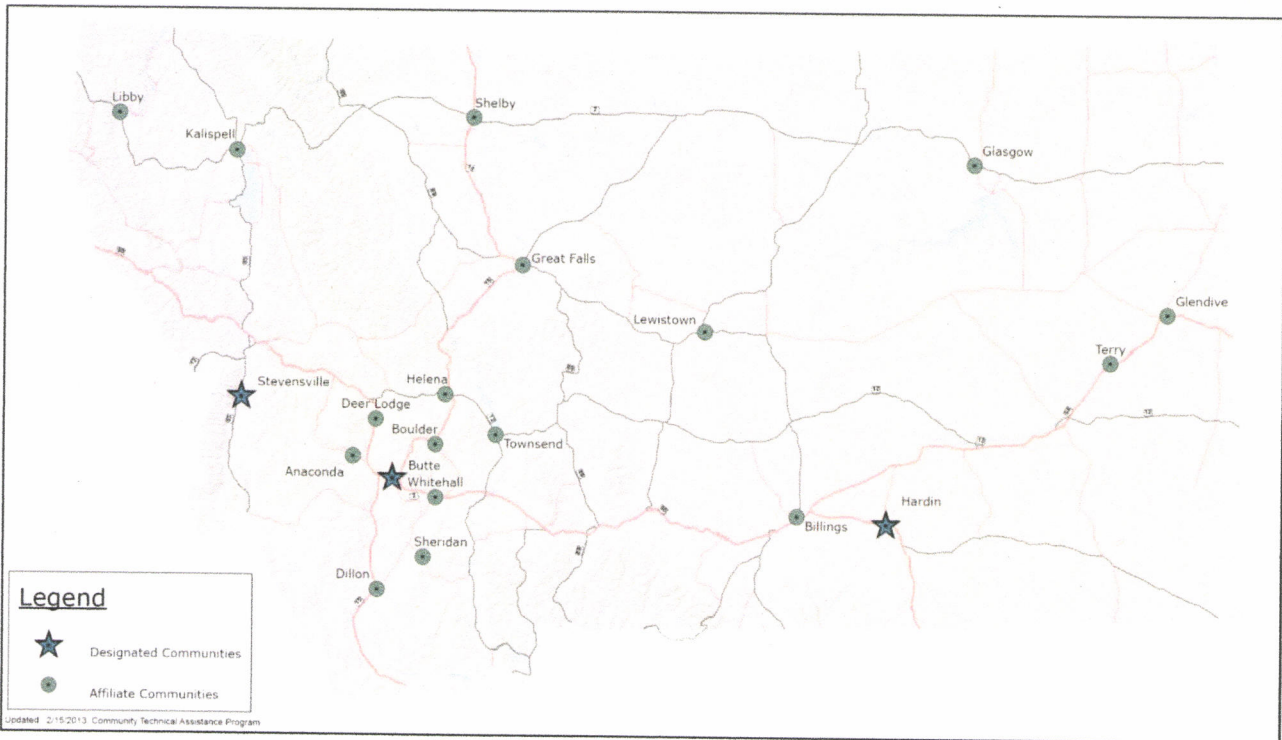 Libby
Shelby
Kalispell
Glasgow
Great Falls
Glendive
Lewistown
Terry
Stevensville
Helena
Deer Lodge
Boulder
Townsend
Anaconda
Butte
Whitehall
Hardin
Billings
Sheridan
Dillon
Legend
Designated Communities
Affiliate Communities
Updated: 2/15/2013 Community Technical Assistance Program